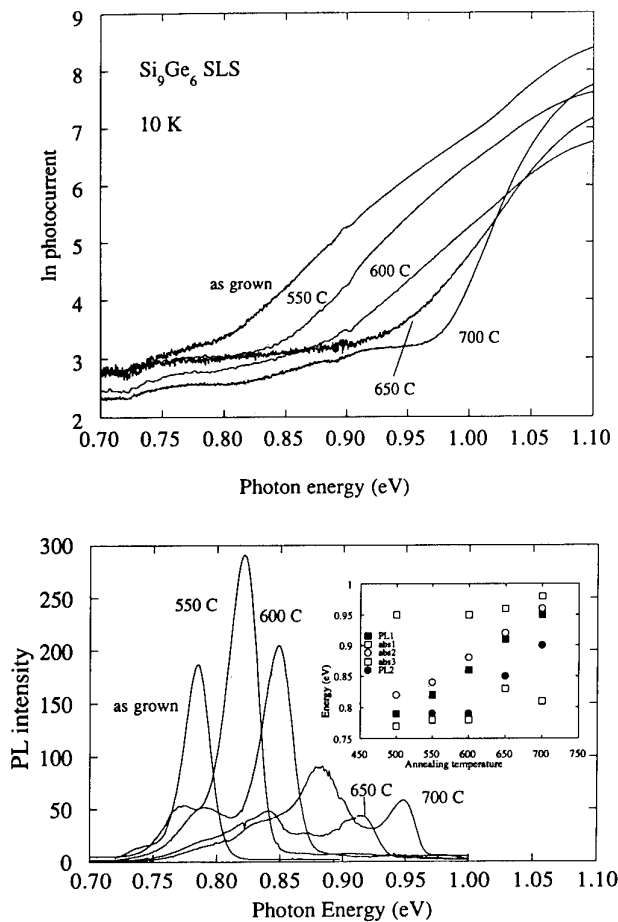 9
8
7
6
5
4
3
2
ln photocurrent
Si9Ge6 SLS
10 K
as grown
550 C
600 C
650 C
700 C
0.70 0.75 0.80 0.85 0.90 0.95 1.00 1.05 1.10
Photon energy (eV)
300
250
200
150
100
50
0
PL intensity
as grown
550 C
600 C
650 C
700 C
1
0.95
0.9
0.85
0.8
0.75
Energy (eV)
PL1
abs1
abs2
abs3
PL2
450 500 550 600 650 700 750
Annealing temperature
0.70 0.75 0.80 0.85 0.90 0.95 1.00 1.05 1.10
Photon Energy (eV)